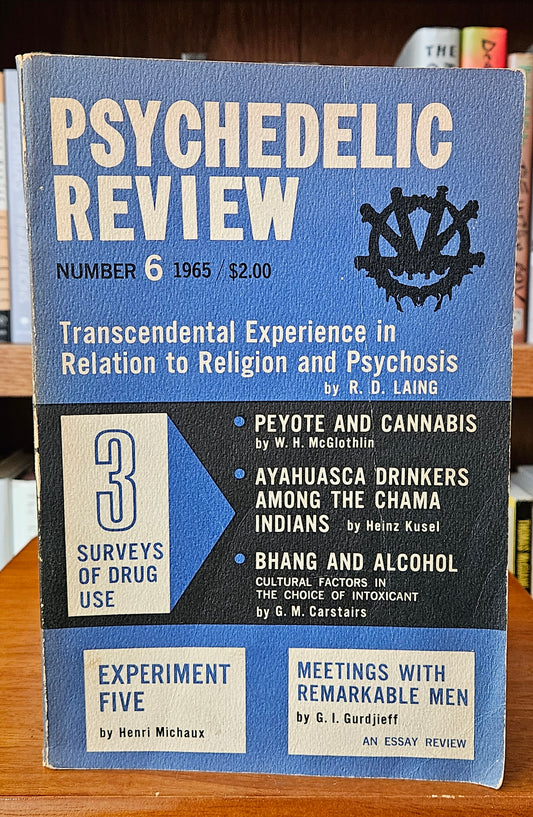 PSYCHEDELIC
REVIEW
NUMBER 6 1965 / $2.00
Transcendental Experience in
Relation to Religion and Psychosis
by R. D. LAING
3
SURVEYS
OF DRUG
USE
• PEYOTE AND CANNABIS
by W. H. McGlothlin
• AYAHUASCA DRINKERS
AMONG THE CHAMA
INDIANS by Heinz Kusel
• BHANG AND ALCOHOL
CULTURAL FACTORS IN
THE CHOICE OF INTOXICANT
by G. M. Carstairs
EXPERIMENT
FIVE
by Henri Michaux
MEETINGS WITH
REMARKABLE MEN
by G. I. Gurdjieff
AN ESSAY REVIEW
THE
THOMAS